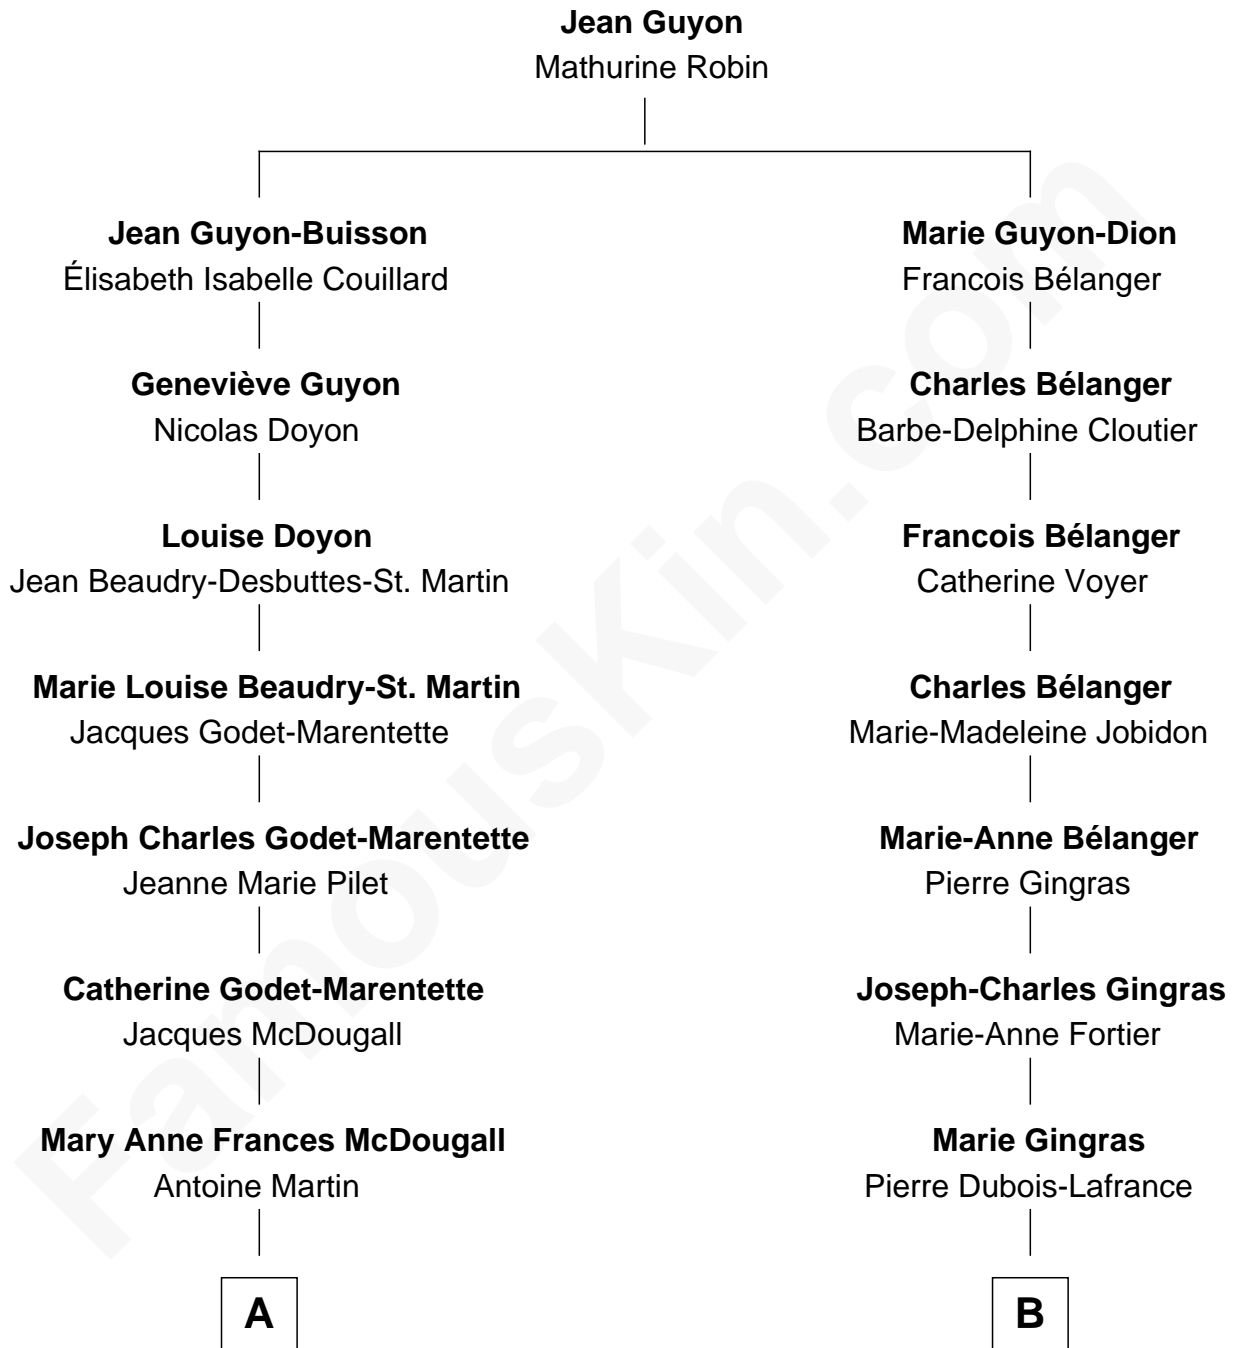 Jean Guyon
Mathurine Robin
Jean Guyon-Buisson
Élisabeth Isabelle Couillard
Geneviève Guyon
Nicolas Doyon
Louise Doyon
Jean Beaudry-Desbuttes-St. Martin
Marie Louise Beaudry-St. Martin
Jacques Godet-Marentette
Joseph Charles Godet-Marentette
Jeanne Marie Pilet
Catherine Godet-Marentette
Jacques McDougall
Mary Anne Frances McDougall
Antoine Martin
A
Marie Guyon-Dion
Francois Bélanger
Charles Bélanger
Barbe-Delphine Cloutier
Francois Bélanger
Catherine Voyer
Charles Bélanger
Marie-Madeleine Jobidon
Marie-Anne Bélanger
Pierre Gingras
Joseph-Charles Gingras
Marie-Anne Fortier
Marie Gingras
Pierre Dubois-Lafrance
B
FamousKin.com